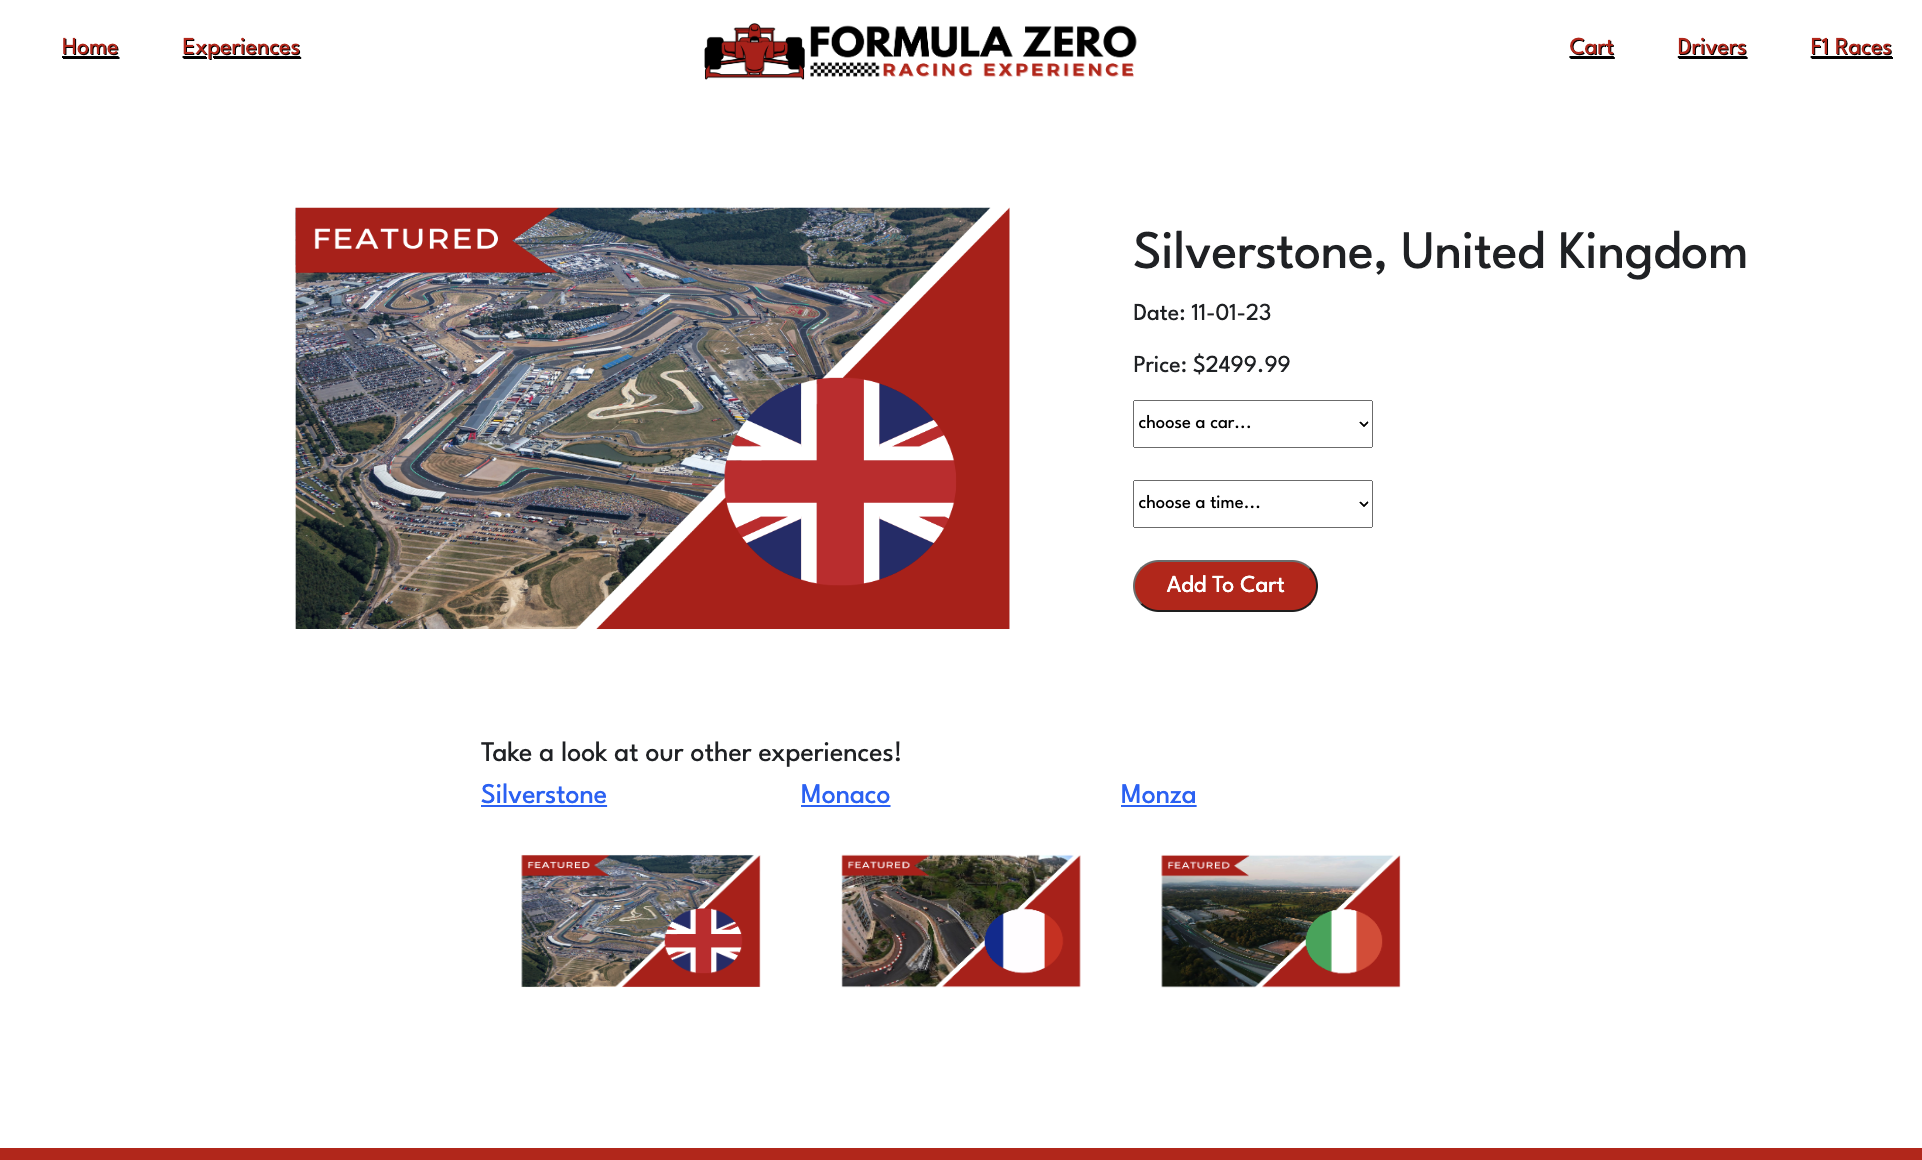 Home
Experiences
FORMULA ZERO
RACING EXPERIENCE
Cart
Drivers
F1 Races
FEATURED
Silverstone, United Kingdom
Date: 11-01-23
Price: $2499.99
choose a car...
choose a time...
Add To Cart
Take a look at our other experiences!
Silverstone
Monaco
Monza
FEATURED
FEATURED
FEATURED